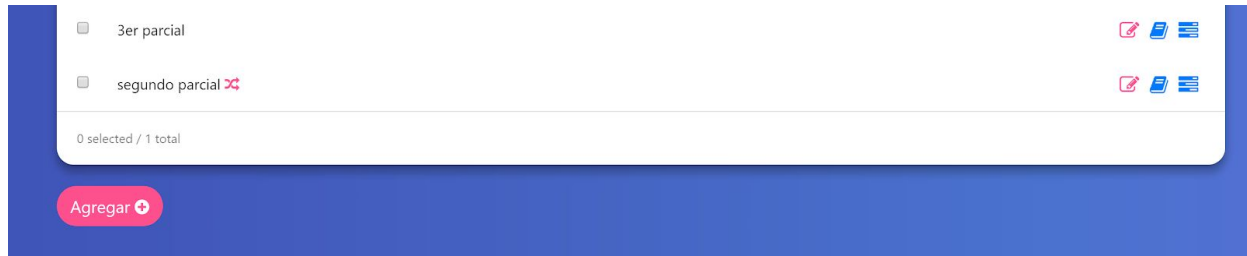 3er parcial
segundo parcial
0 selected / 1 total
Agregar